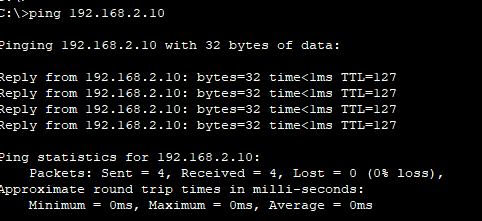 C:\>ping 192.168.2.10
Pinging 192.168.2.10 with 32 bytes of data:
Reply from 192.168.2.10: bytes=32 time<1ms TTL=127
Reply from 192.168.2.10: bytes=32 time<1ms TTL=127
Reply from 192.168.2.10: bytes=32 time<1ms TTL=127
Reply from 192.168.2.10: bytes=32 time<1ms TTL=127
Ping statistics for 192.168.2.10:
    Packets: Sent = 4, Received = 4, Lost = 0 (0% loss),
Approximate round trip times in milli-seconds:
    Minimum = 0ms, Maximum = 0ms, Average = 0ms